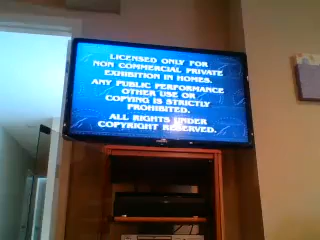 LICENSED ONLY FOR
NON COMMERCIAL PRIVATE
EXHIBITION IN HOMES.
ANY PUBLIC PERFORMANCE
OTHER USE OR
COPYING IS STRICTLY
PROHIBITED.
ALL RIGHTS UNDER
COPYRIGHT RESERVED.